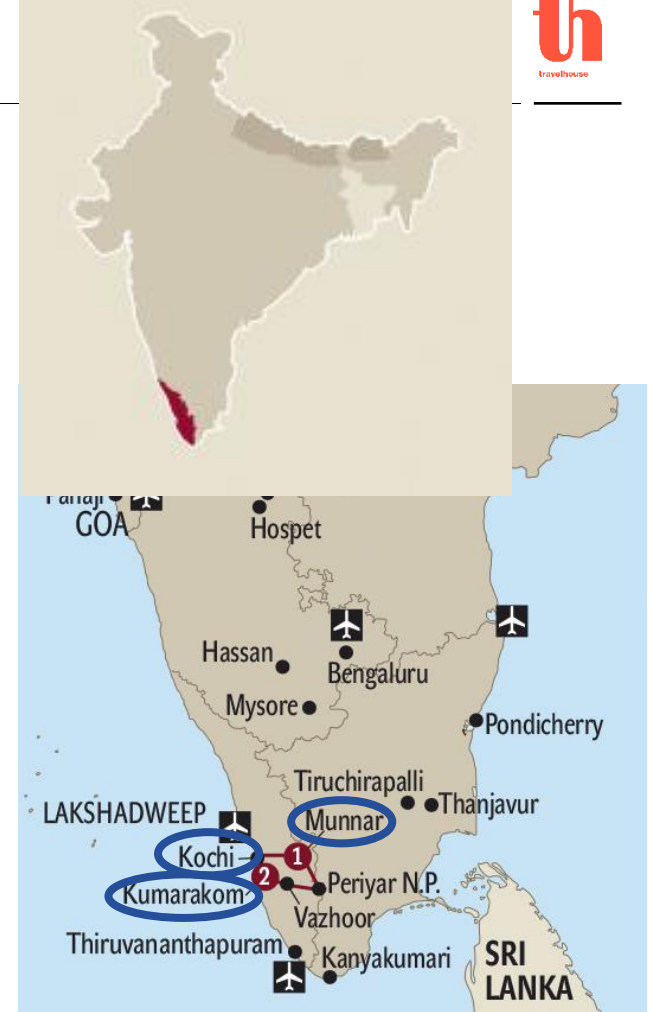 th
travelhouse
GOA
Hospet
Hassan
Bengaluru
Mysore
Pondicherry
Tiruchirapalli
Thanjavur
LAKSHADWEEP
Munnar
Kochi
1
2
Periyar N.P.
Kumarakom
Vazhoor
Thiruvananthapuram
Kanyakumari
SRI
LANKA